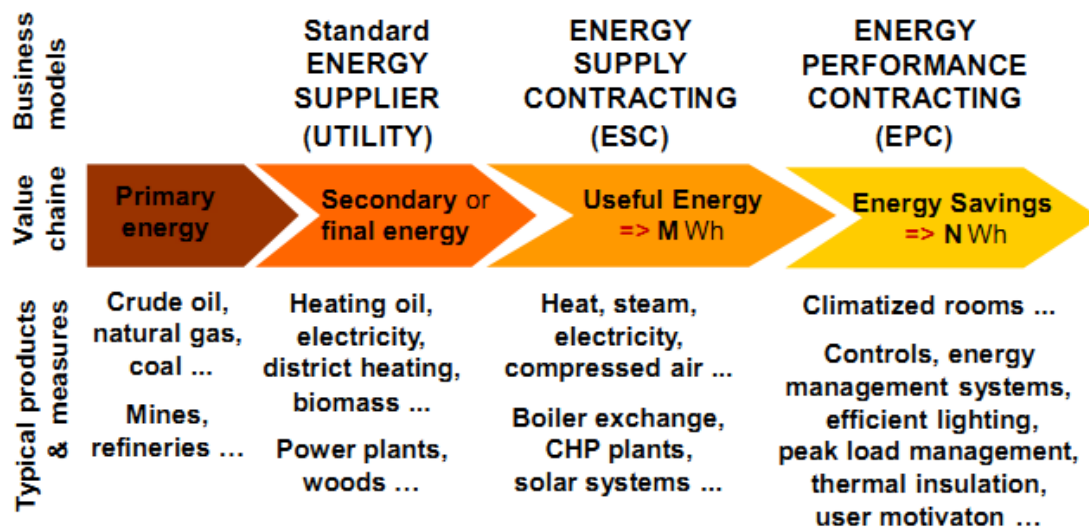 Business
models
Standard
ENERGY
SUPPLIER
(UTILITY)
ENERGY
SUPPLY
CONTRACTING
(ESC)
ENERGY
PERFORMANCE
CONTRACTING
(EPC)
Value
chaine
Primary
energy
Secondary or
final energy
Useful Energy
=> M Wh
Energy Savings
=> N Wh
Typical products
& measures
Crude oil,
natural gas,
coal ...
Mines,
refineries ...
Heating oil,
electricity,
district heating,
biomass ...
Power plants,
woods ...
Heat, steam,
electricity,
compressed air ...
Boiler exchange,
CHP plants,
solar systems ...
Climatized rooms ...
Controls, energy
management systems,
efficient lighting,
peak load management,
thermal insulation,
user motivaton ...